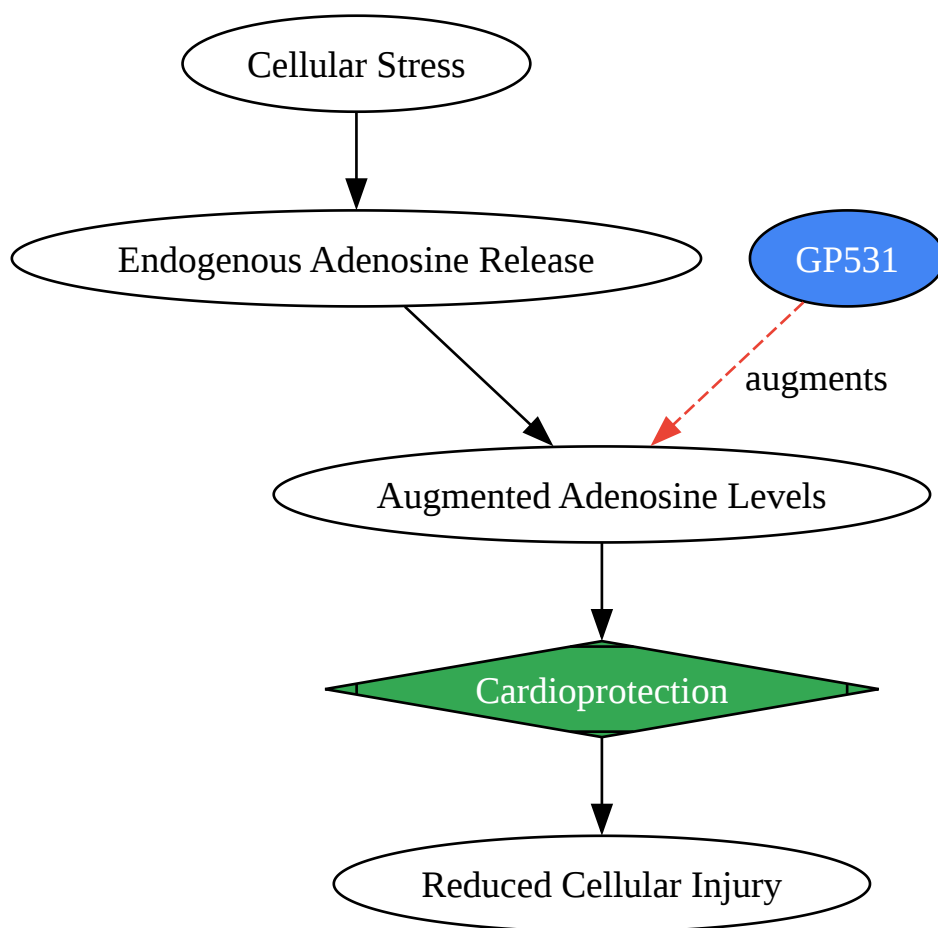 Cellular Stress
Endogenous Adenosine Release
GP531
augments
Augmented Adenosine Levels
Cardioprotection
Reduced Cellular Injury